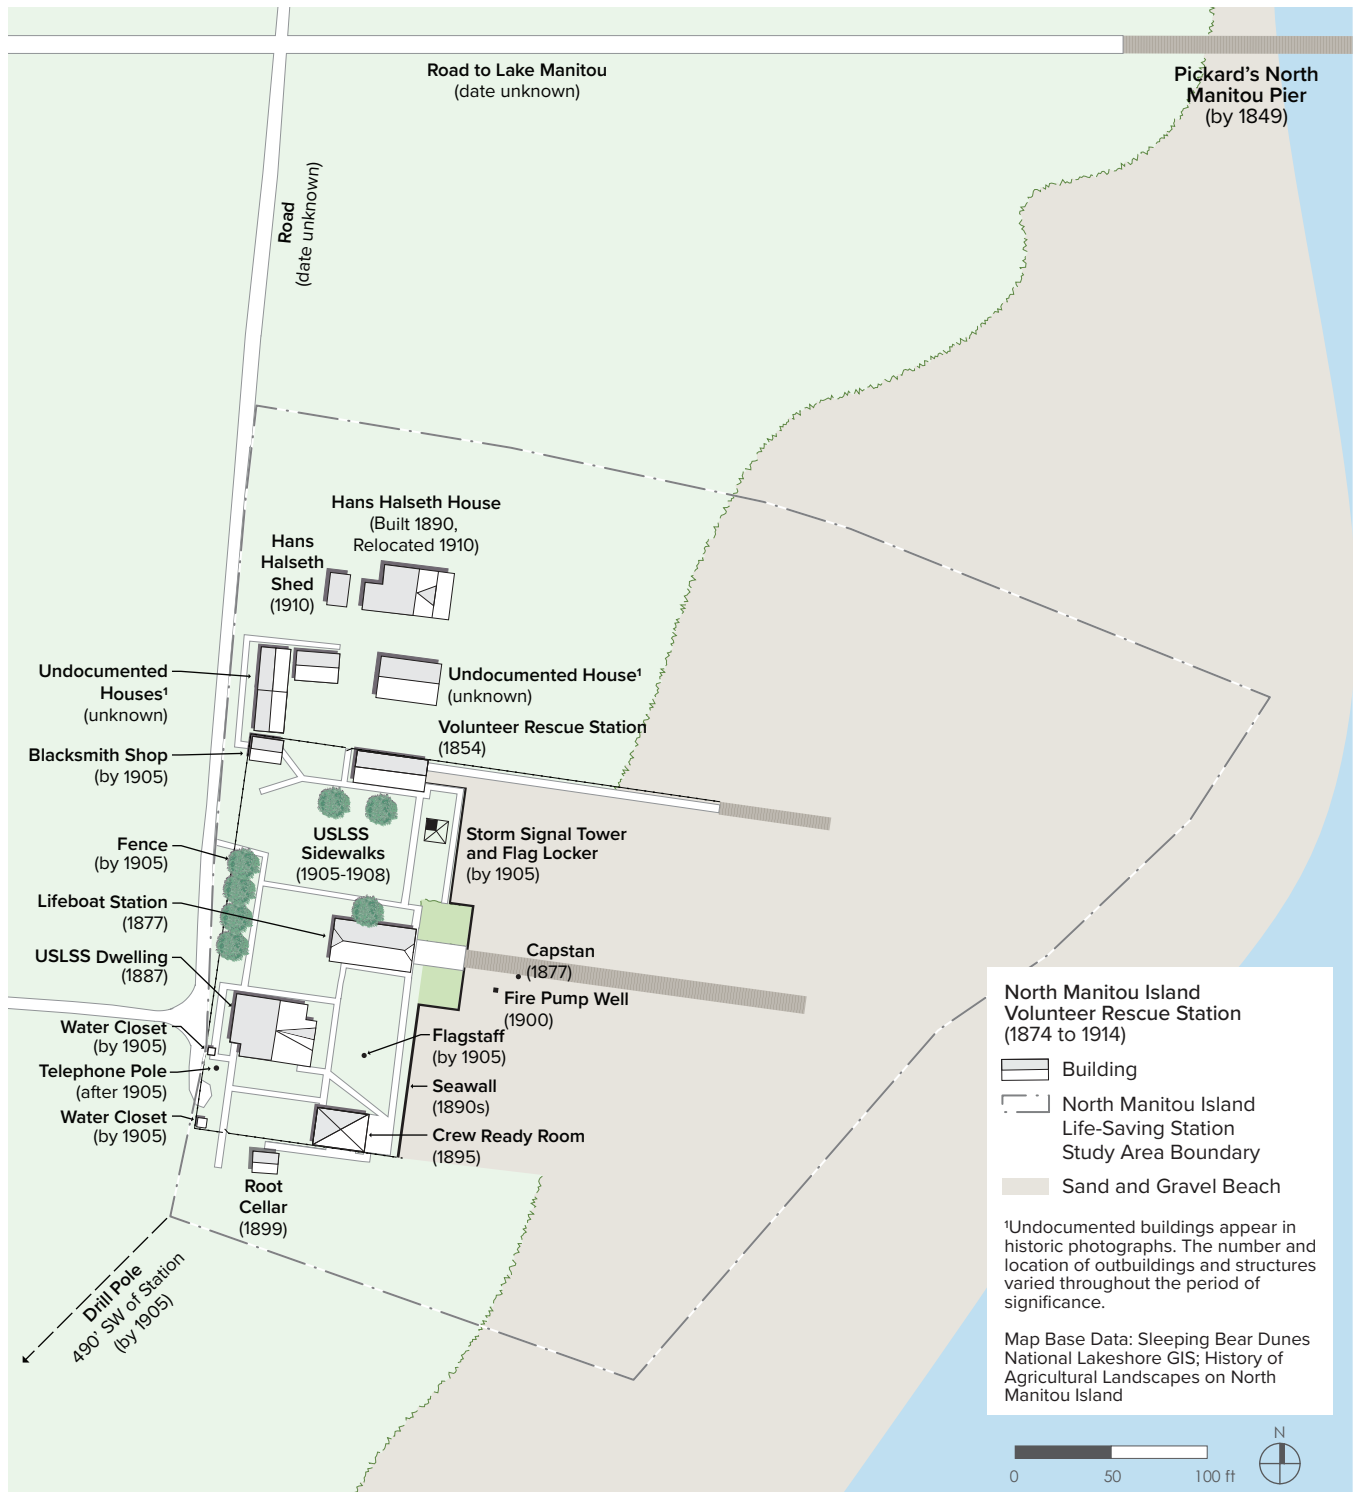 Road to Lake Manitou
(date unknown)
Pickard’s North
Manitou Pier
(by 1849)
Road
(date unknown)
Hans Halseth House
(Built 1890,
Relocated 1910)
Hans
Halseth
Shed
(1910)
Undocumented
Houses¹
(unknown)
Undocumented House¹
(unknown)
Volunteer Rescue Station
(1854)
Blacksmith Shop
(by 1905)
USLSS
Sidewalks
(1905-1908)
Storm Signal Tower
and Flag Locker
(by 1905)
Fence
(by 1905)
Lifeboat Station
(1877)
USLSS Dwelling
(1887)
Capstan
(1877)
Fire Pump Well
(1900)
Water Closet
(by 1905)
Flagstaff
(by 1905)
Telephone Pole
(after 1905)
Seawall
(1890s)
Water Closet
(by 1905)
Crew Ready Room
(1895)
Root
Cellar
(1899)
Drill Pole
490’ SW of Station
(by 1905)
North Manitou Island
Volunteer Rescue Station
(1874 to 1914)
Building
North Manitou Island
Life-Saving Station
Study Area Boundary
Sand and Gravel Beach
¹Undocumented buildings appear in
historic photographs. The number and
location of outbuildings and structures
varied throughout the period of
significance.
Map Base Data: Sleeping Bear Dunes
National Lakeshore GIS; History of
Agricultural Landscapes on North
Manitou Island
N
0 50 100 ft